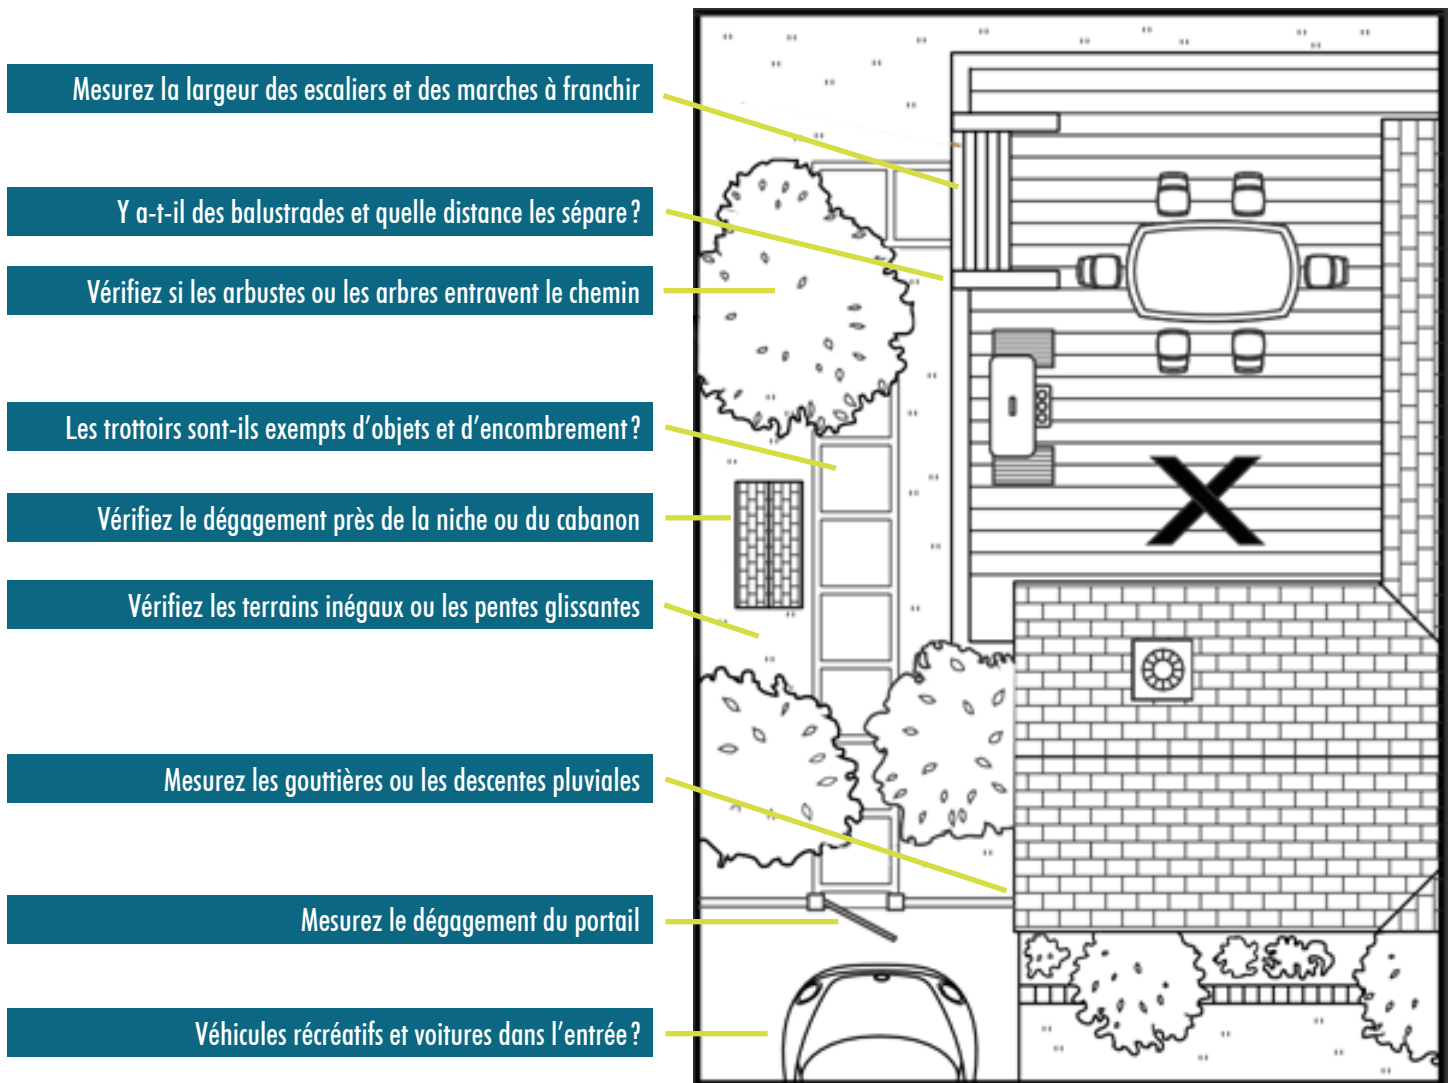 Mesurez la largeur des escaliers et des marches à franchir
Y a-t-il des balustrades et quelle distance les sépare ?
Vérifiez si les arbustes ou les arbres entravent le chemin
Les trottoirs sont-ils exempts d'objets et d'encombrement ?
Vérifiez le dégagement près de la niche ou du cabanon
Vérifiez les terrains inégaux ou les pentes glissantes
Mesurez les gouttières ou les descentes pluviales
Mesurez le dégagement du portail
Véhicules récréatifs et voitures dans l'entrée ?